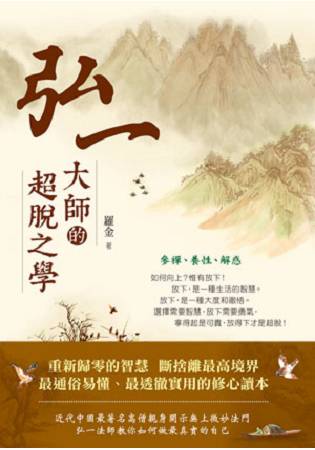 弘一
大師的
超脫之學
羅金 著
參禪、養性、解惑
如何向上？惟有放下！
放下，是一種生活的智慧。
放下，是一種大度和徹悟。
選擇需要智慧，放下需要勇氣，
拿得起是可靠，放得下才是超脫！
重新歸零的智慧 斷捨離最高境界
最通俗易懂、最透徹實用的修心讀本
近代中國最著名高僧親身開示無上微妙法門
弘一法師教你如何做最真實的自己